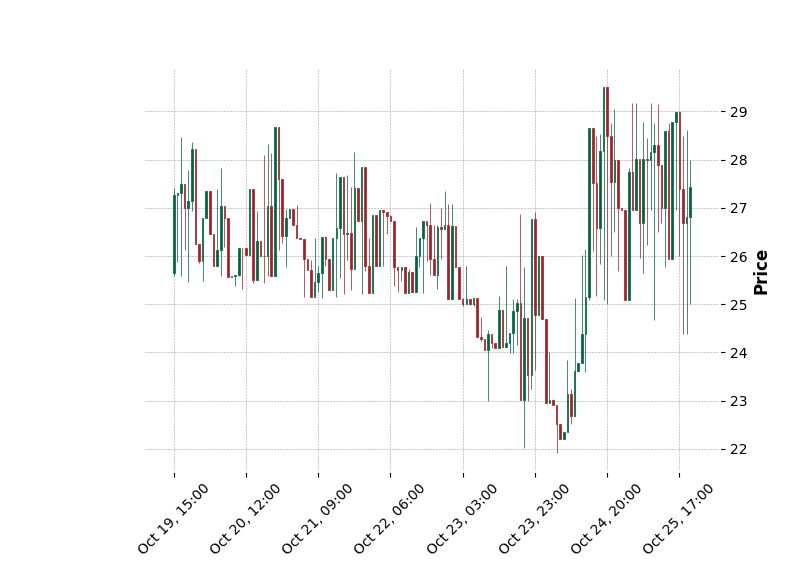 29
28
27
26
25
24
23
22
Price
Oct 19, 15:00
Oct 20, 12:00
Oct 21, 09:00
Oct 22, 06:00
Oct 23, 03:00
Oct 23, 23:00
Oct 24, 20:00
Oct 25, 17:00